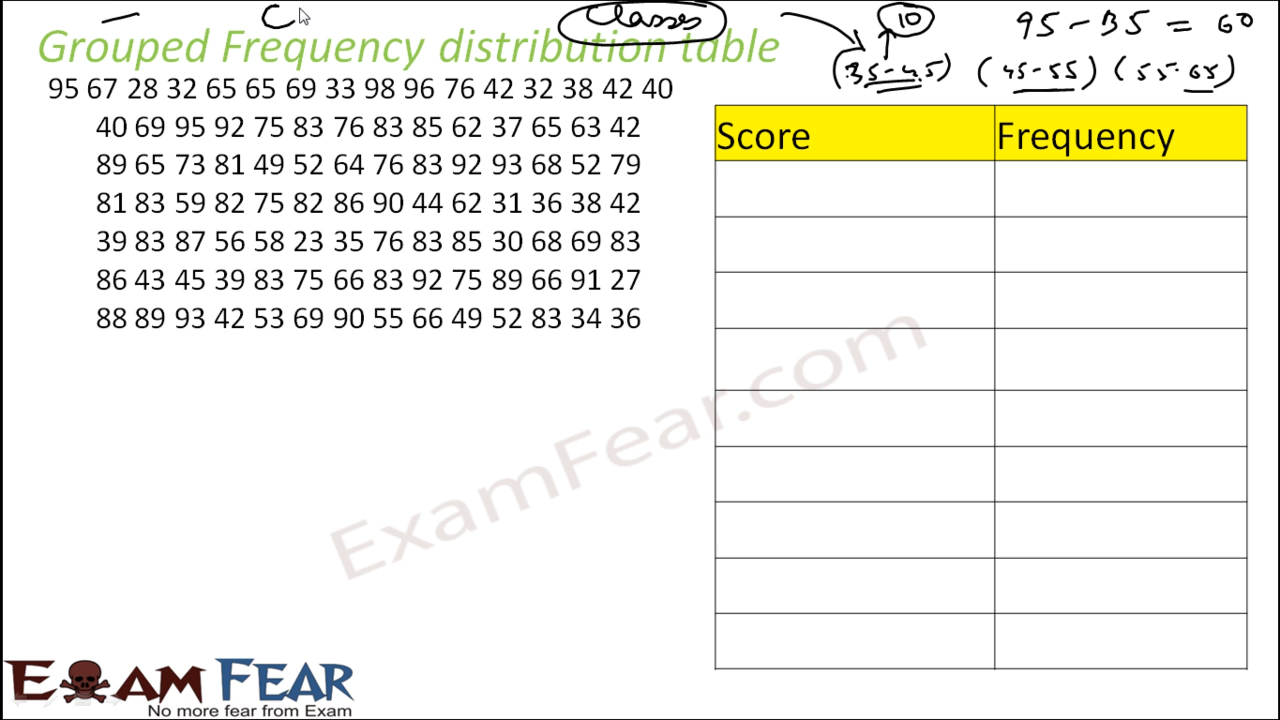 C
Classes
10
95 - 35 = 60
Grouped Frequency distribution table
(35-45) (45-55) (55-65)
95 67 28 32 65 65 69 33 98 96 76 42 32 38 42 40
40 69 95 92 75 83 76 83 85 62 37 65 63 42
89 65 73 81 49 52 64 76 83 92 93 68 52 79
81 83 59 82 75 82 86 90 44 62 31 36 38 42
39 83 87 56 58 23 35 76 83 85 30 68 69 83
86 43 45 39 83 75 66 83 92 75 89 66 91 27
88 89 93 42 53 69 90 55 66 49 52 83 34 36
Score Frequency
ExamFear.com
EXAM FEAR
No more fear from Exam